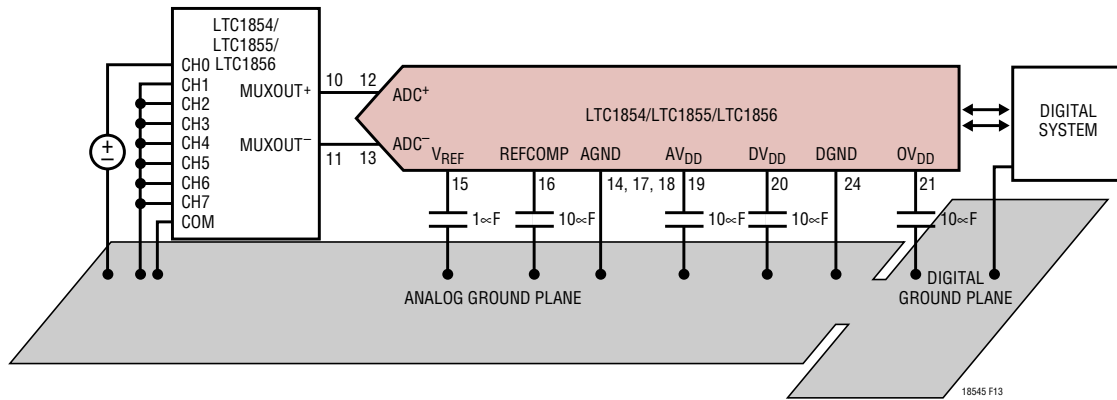 LTC1854/
LTC1855/
LTC1856
CH0
CH1
CH2
CH3
CH4
CH5
CH6
CH7
COM
MUXOUT+
MUXOUT–
10
11
12
13
ADC+
ADC–
LTC1854/LTC1855/LTC1856
VREF
REFCOMP
AGND
AVDD
DVDD
DGND
OVDD
15
16
14, 17, 18
19
20
24
21
1∝F
10∝F
10∝F
10∝F
10∝F
DIGITAL
SYSTEM
+
–
ANALOG GROUND PLANE
DIGITAL
GROUND PLANE
18545 F13